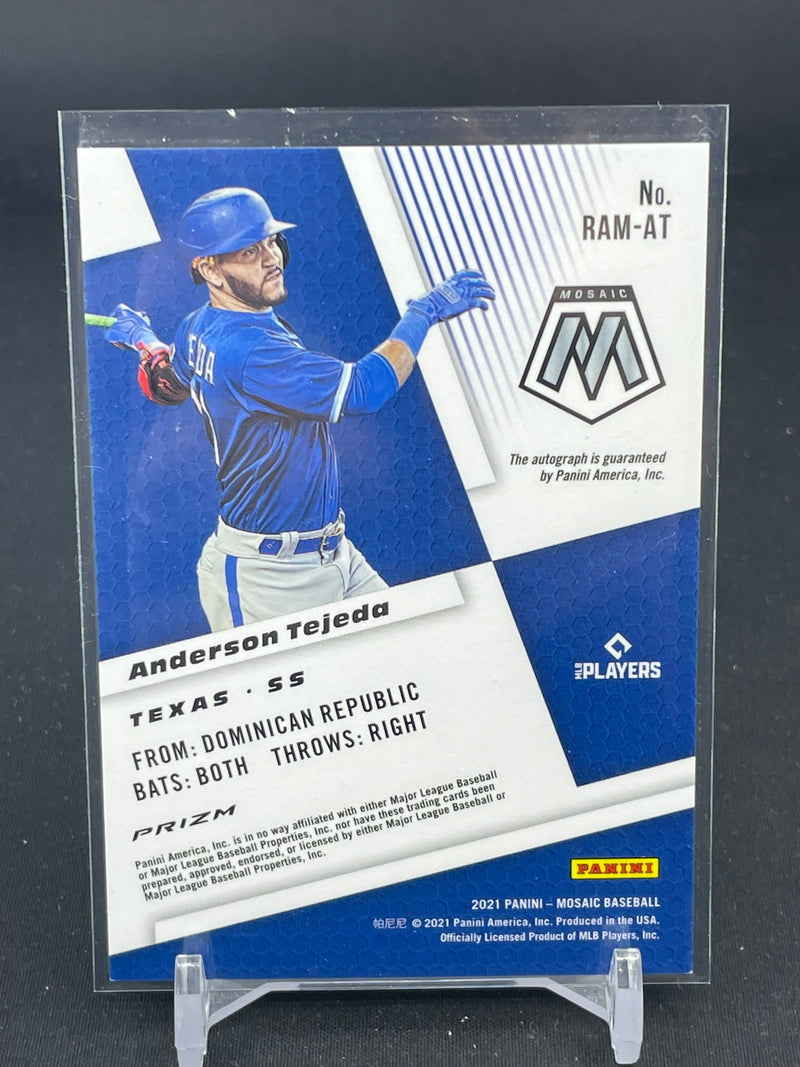 No.
RAM-AT
MOSAIC
M
The autograph is guaranteed
by Panini America, Inc.
Anderson Tejeda
TEXAS · SS
FROM: DOMINICAN REPUBLIC
BATS: BOTH THROWS: RIGHT
PRIZM
Panini America, Inc. is in no way affiliated with either Major League Baseball
or Major League Baseball Properties, Inc. nor have these trading cards been
prepared, approved, endorsed, or licensed by either Major League Baseball or
Major League Baseball Properties, Inc.
MLB PLAYERS
PANINI
2021 PANINI – MOSAIC BASEBALL
帕尼尼 © 2021 Panini America, Inc. Produced in the USA.
Officially Licensed Product of MLB Players, Inc.